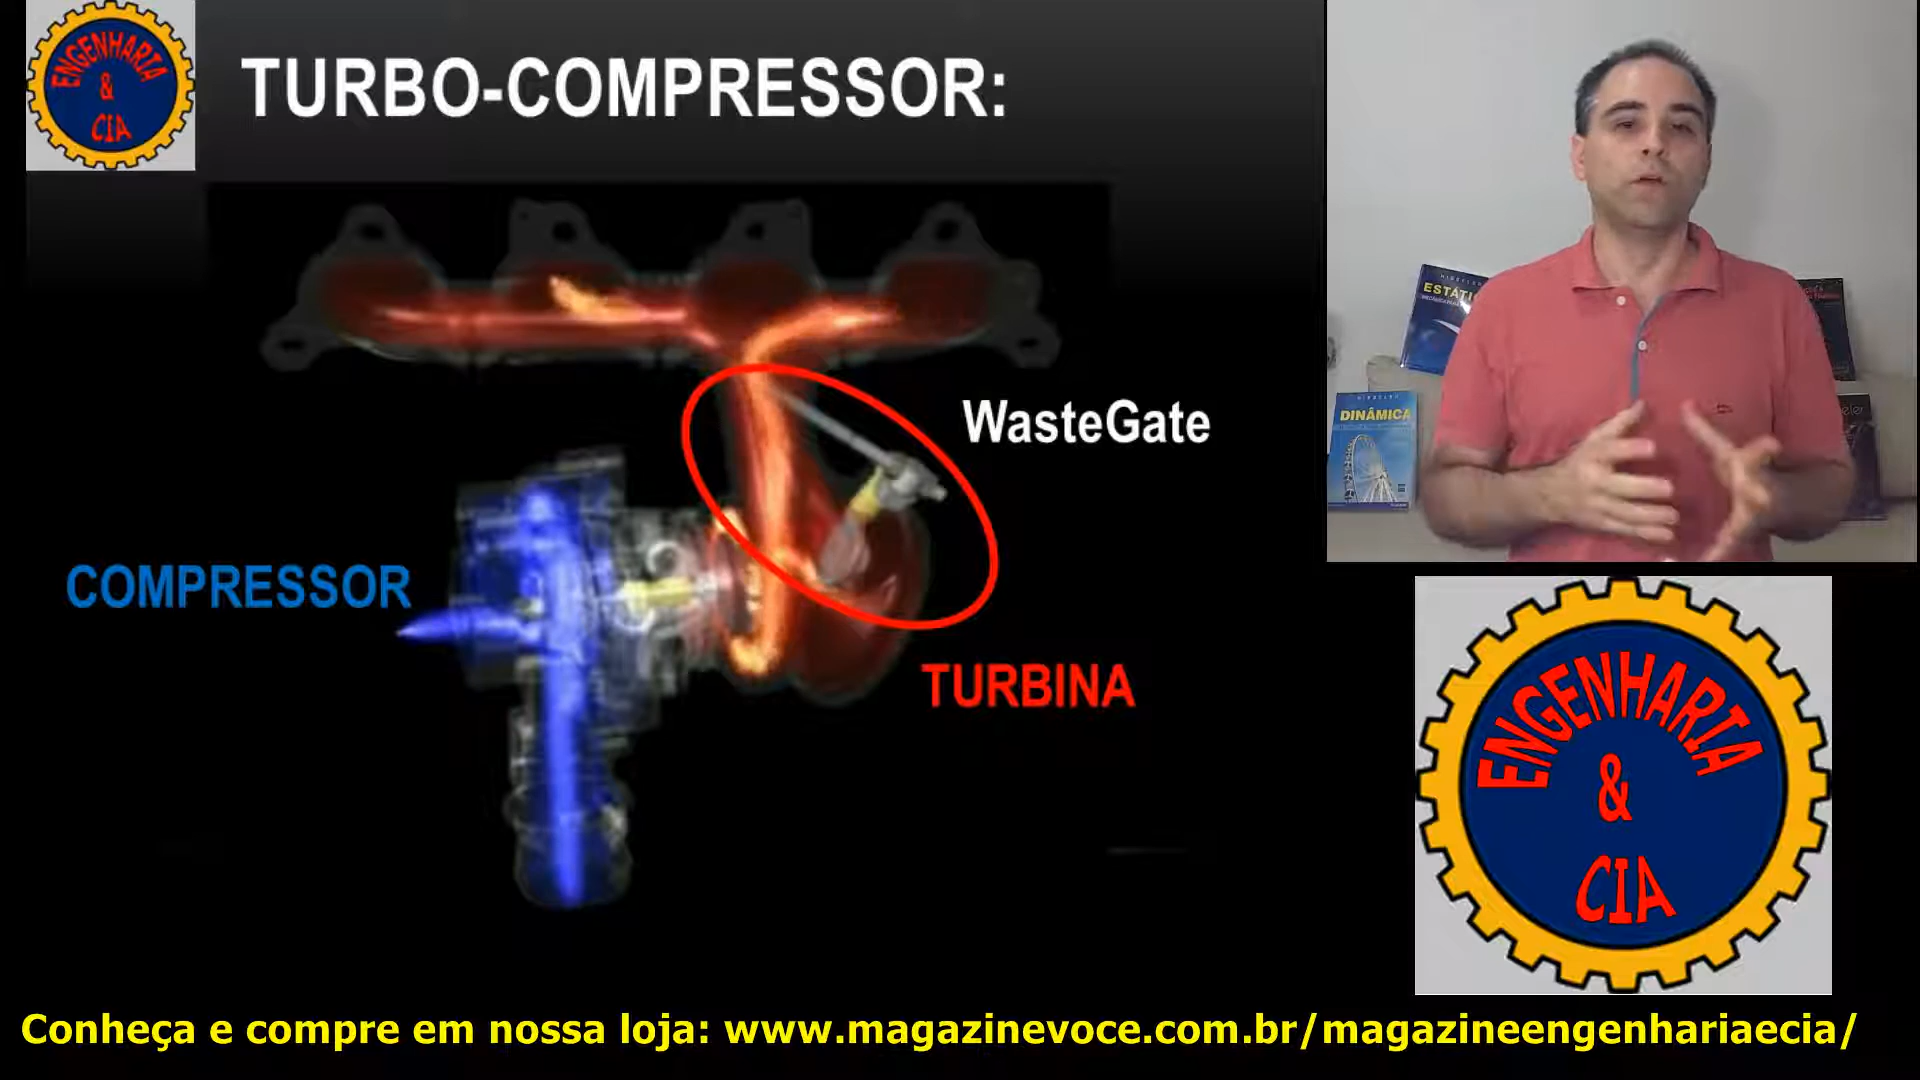 ENGENHARIA
&
CIA
TURBO-COMPRESSOR:
WasteGate
COMPRESSOR
TURBINA
HIBBELER
DINÂMICA
ENGENHARIA
&
CIA
Conheça e compre em nossa loja: www.magazinevoce.com.br/magazineengenhariaecia/